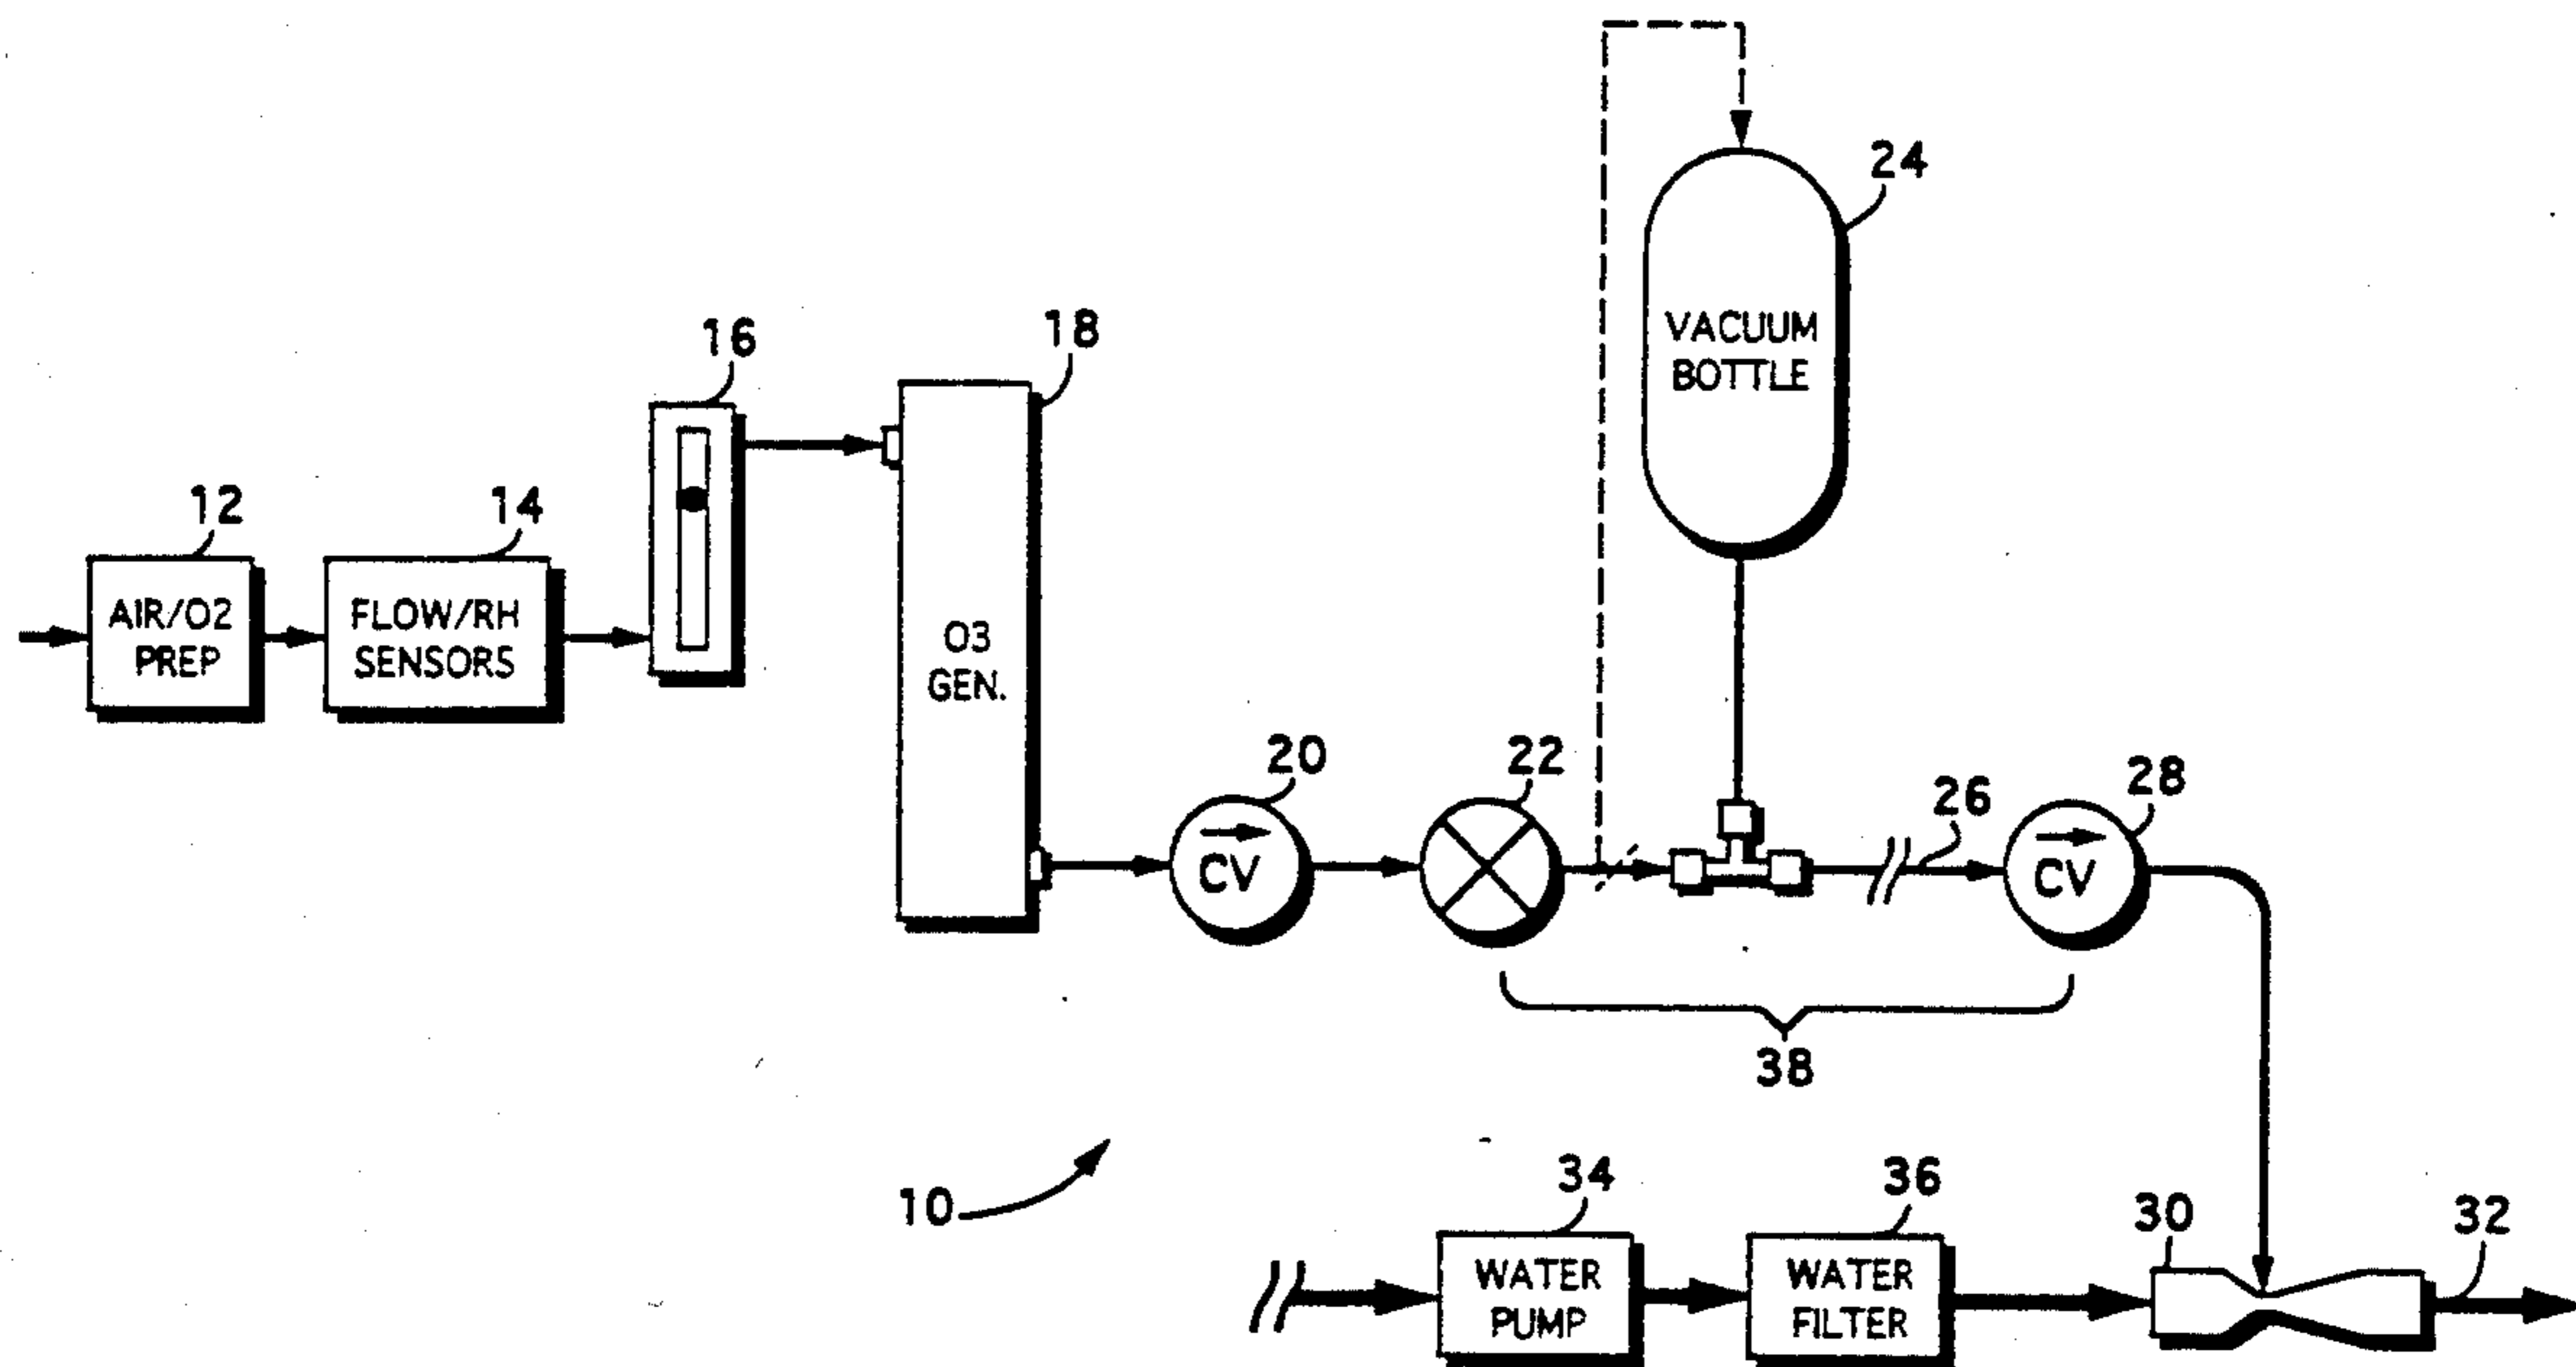 24
VACUUM
BOTTLE
16
18
12
14
AIR/O2
PREP
FLOW/RH
SENSORS
O3
GEN.
20
22
26
28
CV
CV
38
10
34
36
30
32
WATER
PUMP
WATER
FILTER